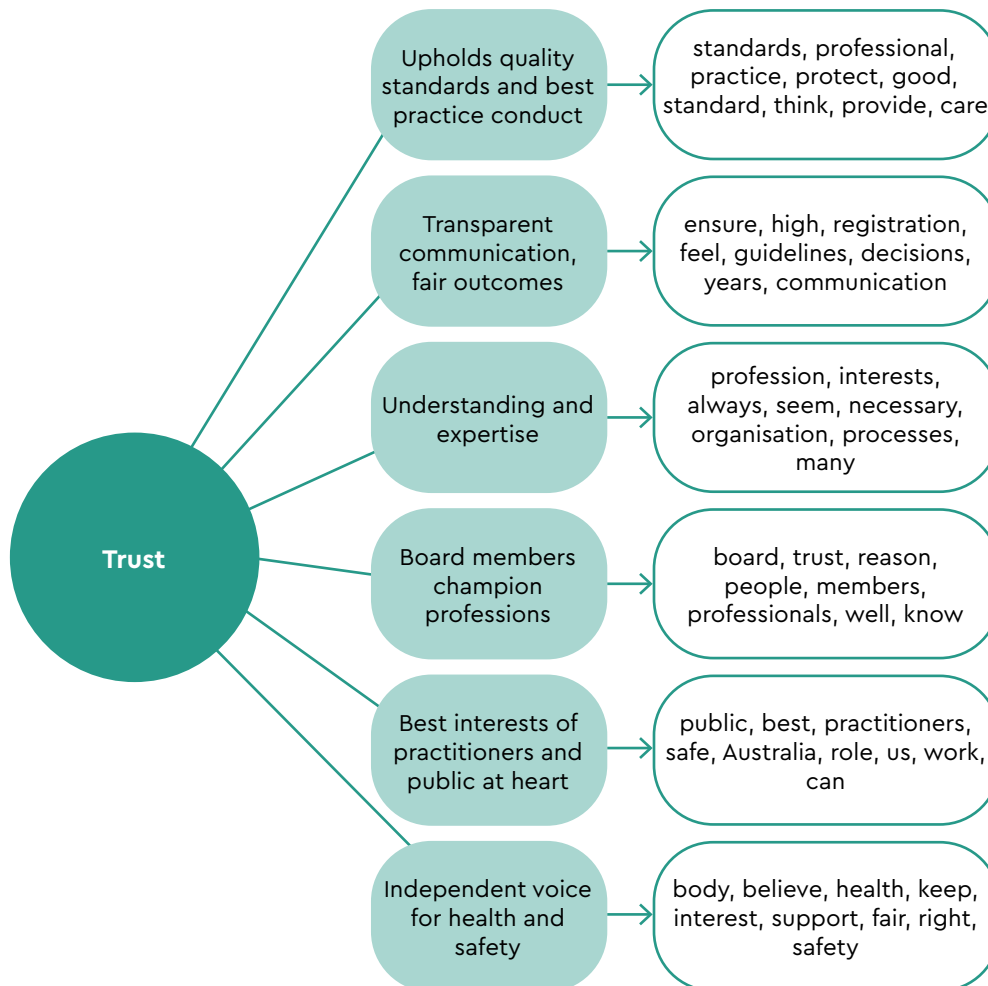 Trust
Upholds quality
standards and best
practice conduct
standards, professional,
practice, protect, good,
standard, think, provide, care
Transparent
communication,
fair outcomes
ensure, high, registration,
feel, guidelines, decisions,
years, communication
Understanding and
expertise
profession, interests,
always, seem, necessary,
organisation, processes,
many
Board members
champion
professions
board, trust, reason,
people, members,
professionals, well, know
Best interests of
practitioners and
public at heart
public, best, practitioners,
safe, Australia, role, us, work,
can
Independent voice
for health and
safety
body, believe, health, keep,
interest, support, fair, right,
safety